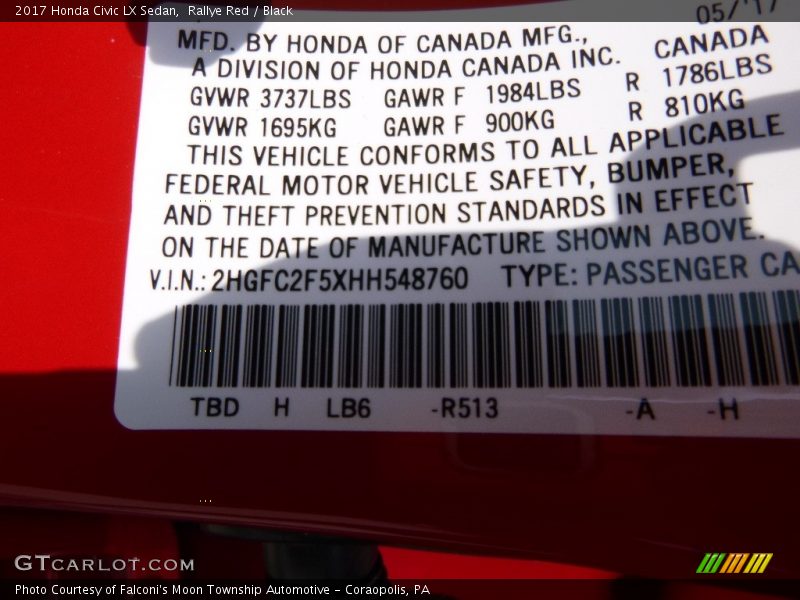 2017 Honda Civic LX Sedan, Rallye Red / Black
05/'17
MFD. BY HONDA OF CANADA MFG., CANADA
A DIVISION OF HONDA CANADA INC.
GVWR 3737LBS GAWR F 1984LBS R 1786LBS
GVWR 1695KG GAWR F 900KG R 810KG
THIS VEHICLE CONFORMS TO ALL APPLICABLE
FEDERAL MOTOR VEHICLE SAFETY, BUMPER,
AND THEFT PREVENTION STANDARDS IN EFFECT
ON THE DATE OF MANUFACTURE SHOWN ABOVE.
V.I.N.: 2HGFC2F5XHH548760 TYPE: PASSENGER CA
TBD H LB6 -R513 -A -H
GTCARLOT.COM
Photo Courtesy of Falconi's Moon Township Automotive - Coraopolis, PA